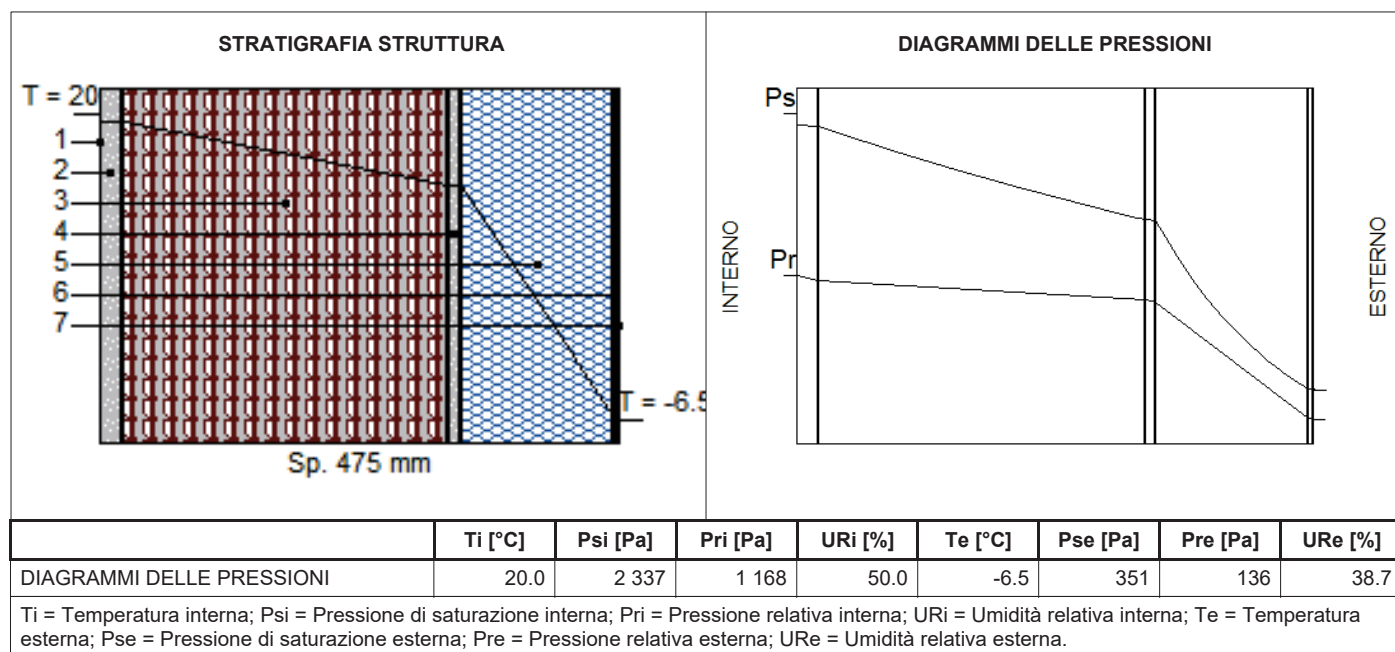 STRATIGRAFIA STRUTTURA
T = 20
1
2
3
4
5
6
7
T = -6.5
Sp. 475 mm
DIAGRAMMI DELLE PRESSIONI
Ps
Pr
INTERNO
ESTERNO
Ti [°C] Psi [Pa] Pri [Pa] URi [%] Te [°C] Pse [Pa] Pre [Pa] URe [%]
DIAGRAMMI DELLE PRESSIONI 20.0 2 337 1 168 50.0 -6.5 351 136 38.7
Ti = Temperatura interna; Psi = Pressione di saturazione interna; Pri = Pressione relativa interna; URi = Umidità relativa interna; Te = Temperatura
esterna; Pse = Pressione di saturazione esterna; Pre = Pressione relativa esterna; URe = Umidità relativa esterna.